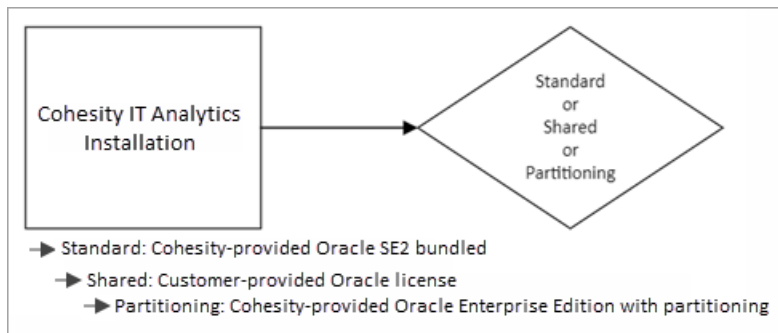 Cohesity IT Analytics
Installation
Standard
or
Shared
or
Partitioning
Standard: Cohesity-provided Oracle SE2 bundled
Shared: Customer-provided Oracle license
Partitioning: Cohesity-provided Oracle Enterprise Edition with partitioning